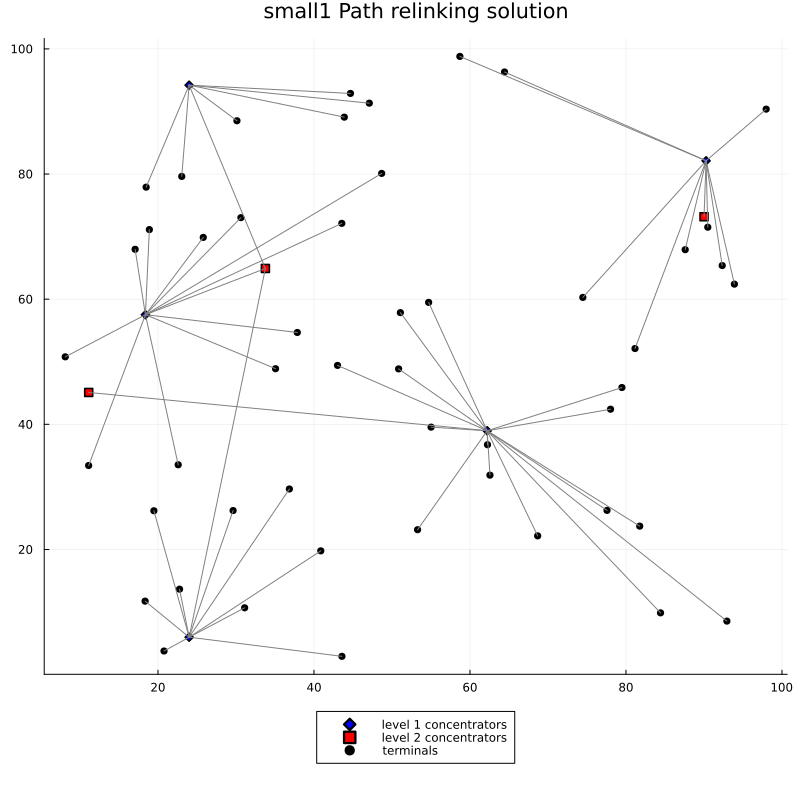 small1 Path relinking solution
100
80
60
40
20
20 40 60 80 100
level 1 concentrators
level 2 concentrators
terminals